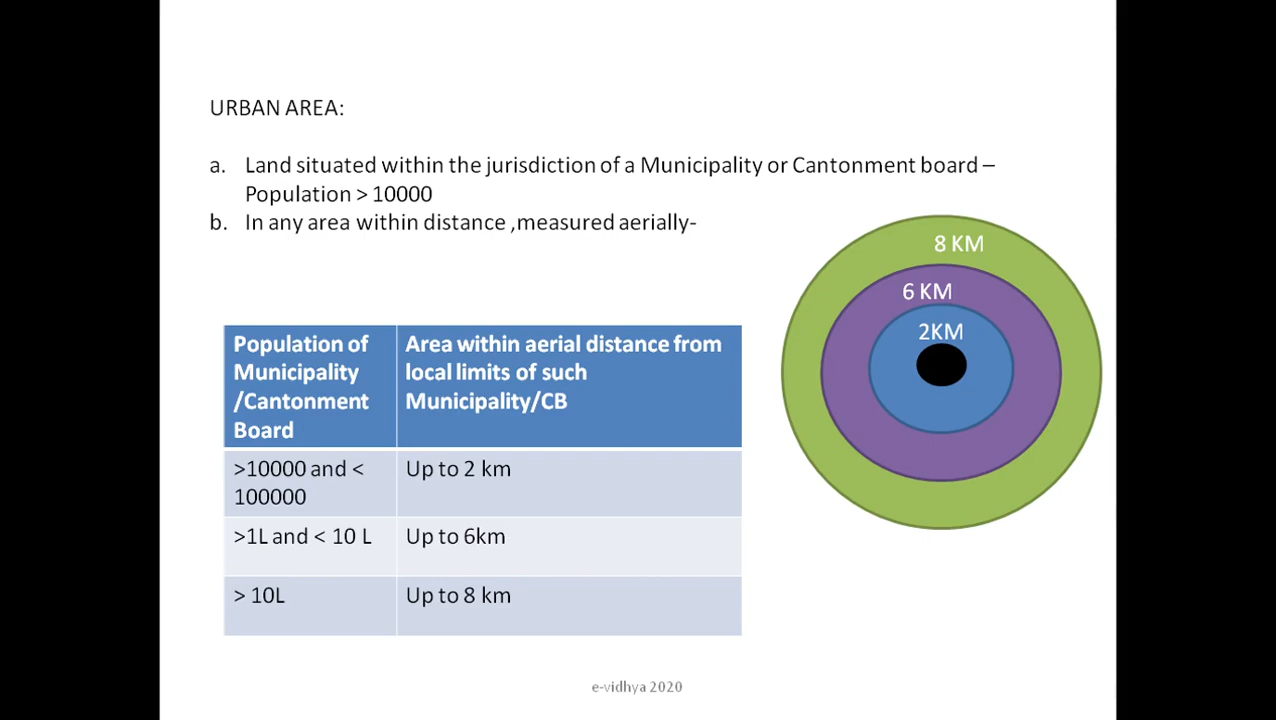 URBAN AREA:
a. Land situated within the jurisdiction of a Municipality or Cantonment board –
Population > 10000
b. In any area within distance ,measured aerially-
8 KM
6 KM
2KM
Population of
Municipality
/Cantonment
Board
Area within aerial distance from
local limits of such
Municipality/CB
>10000 and <
100000
Up to 2 km
>1L and < 10 L
Up to 6km
> 10L
Up to 8 km
e-vidhya 2020